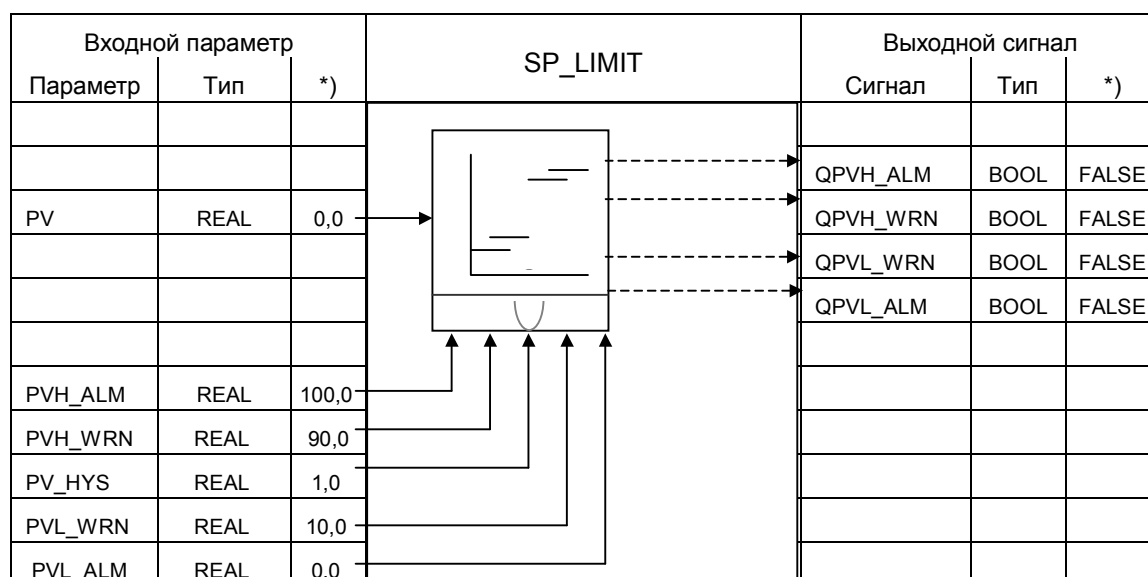 Входной параметр SP_LIMIT Выходной сигнал
Параметр Тип *) Сигнал Тип *)
QPVH_ALM BOOL FALSE
PV REAL 0,0 QPVH_WRN BOOL FALSE
QPVL_WRN BOOL FALSE
QPVL_ALM BOOL FALSE
PVH_ALM REAL 100,0
PVH_WRN REAL 90,0
PV_HYS REAL 1,0
PVL_WRN REAL 10,0
PVL_ALM REAL 0,0